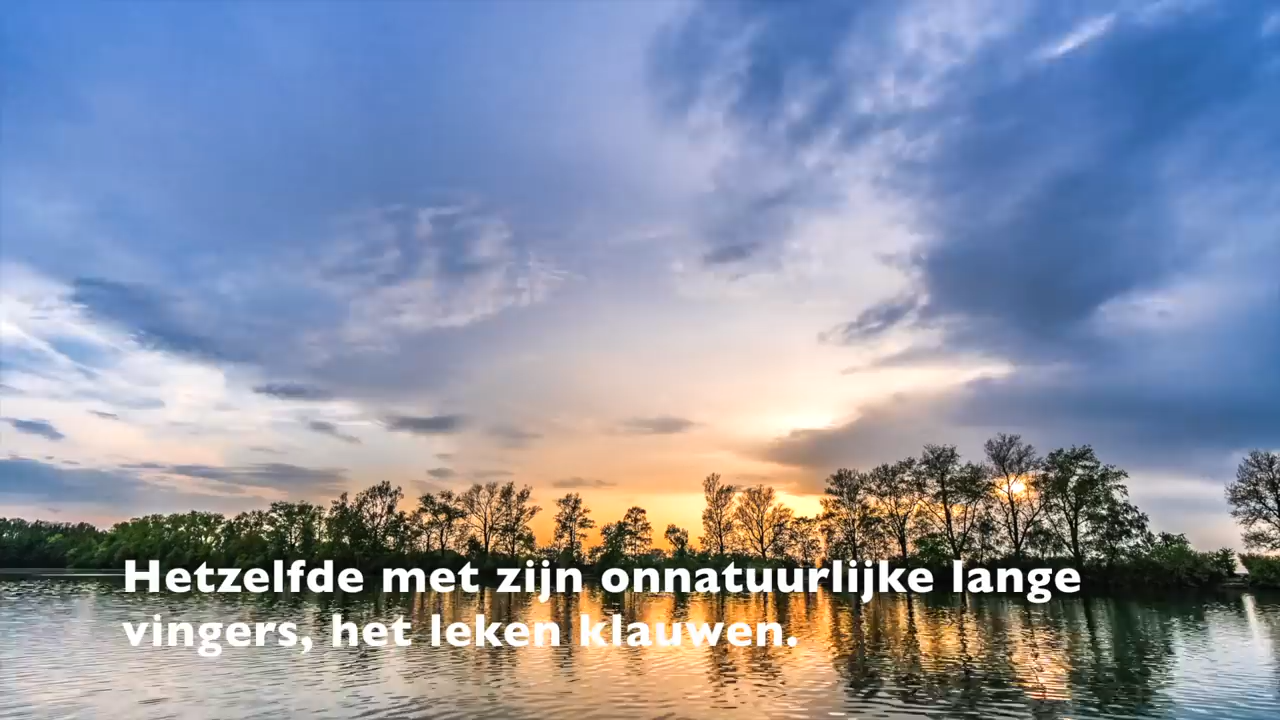 Hetzelfde met zijn onnatuurlijke lange
vingers, het leken klauwen.